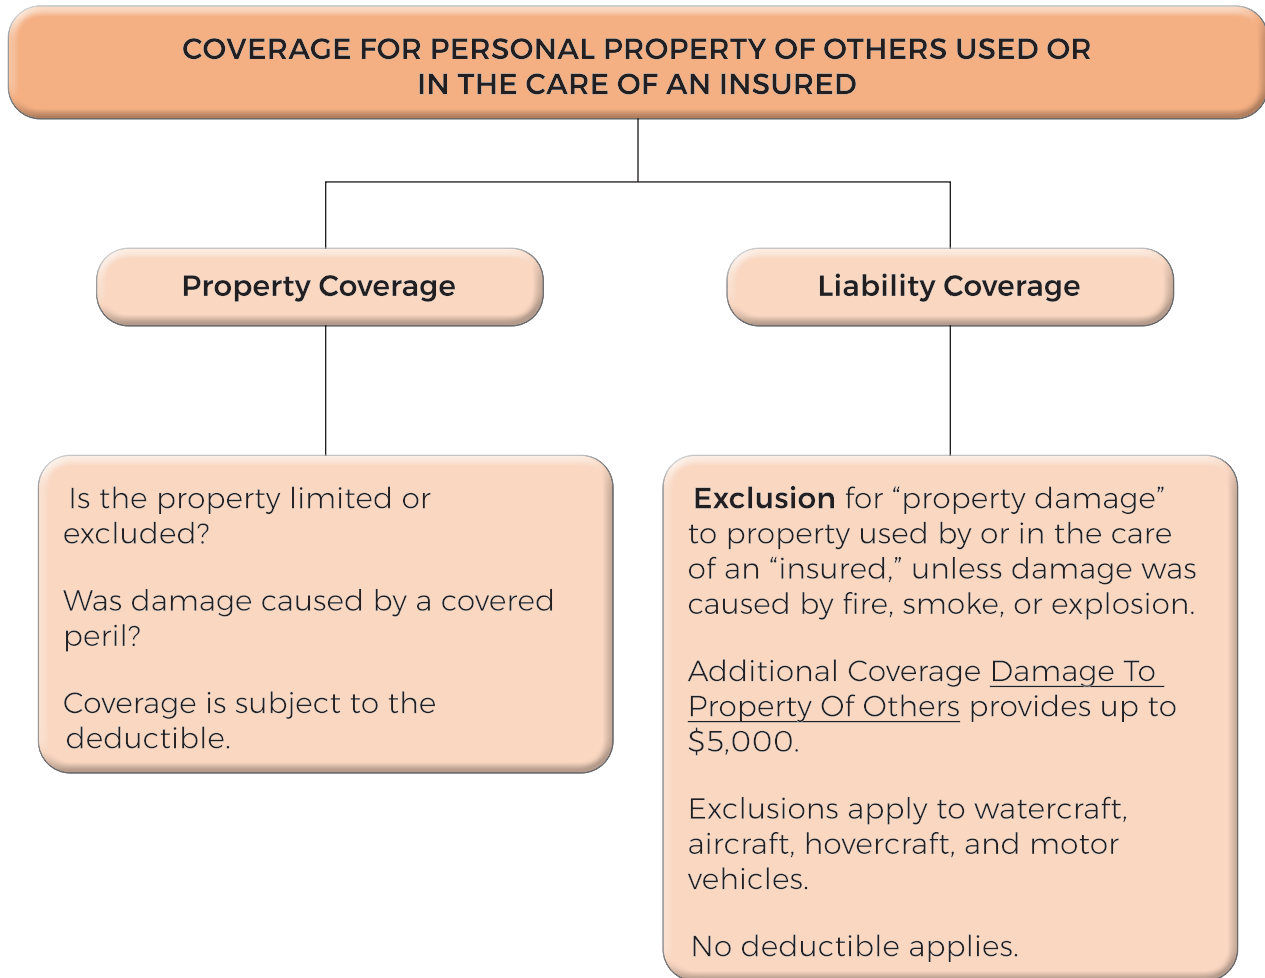 COVERAGE FOR PERSONAL PROPERTY OF OTHERS USED OR
IN THE CARE OF AN INSURED
Property Coverage
Liability Coverage
Is the property limited or
excluded?
Was damage caused by a covered
peril?
Coverage is subject to the
deductible.
Exclusion for “property damage”
to property used by or in the care
of an “insured,” unless damage was
caused by fire, smoke, or explosion.
Additional Coverage Damage To
Property Of Others provides up to
$5,000.
Exclusions apply to watercraft,
aircraft, hovercraft, and motor
vehicles.
No deductible applies.